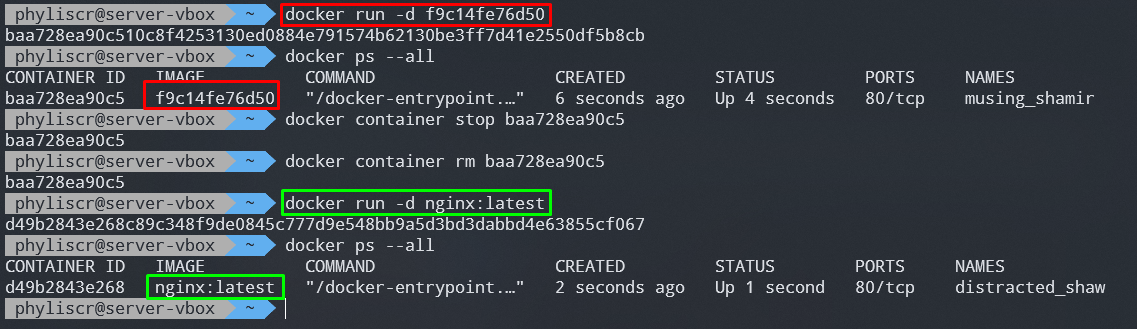 phyliscr@server-vbox ~ docker run -d f9c14fe76d50
baa728ea90c510c8f4253130ed0884e791574b62130be3ff7d41e2550df5b8cb
phyliscr@server-vbox ~ docker ps --all
CONTAINER ID IMAGE COMMAND CREATED STATUS PORTS NAMES
baa728ea90c5 f9c14fe76d50 "/docker-entrypoint.…" 6 seconds ago Up 4 seconds 80/tcp musing_shamir
phyliscr@server-vbox ~ docker container stop baa728ea90c5
baa728ea90c5
phyliscr@server-vbox ~ docker container rm baa728ea90c5
baa728ea90c5
phyliscr@server-vbox ~ docker run -d nginx:latest
d49b2843e268c89c348f9de0845c777d9e548bb9a5d3bd3dabbd4e63855cf067
phyliscr@server-vbox ~ docker ps --all
CONTAINER ID IMAGE COMMAND CREATED STATUS PORTS NAMES
d49b2843e268 nginx:latest "/docker-entrypoint.…" 2 seconds ago Up 1 second 80/tcp distracted_shaw
phyliscr@server-vbox ~